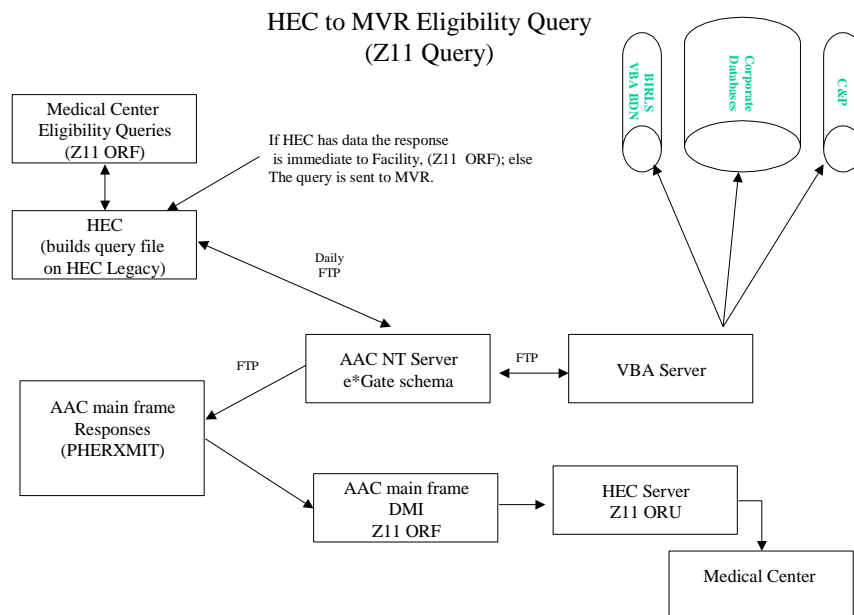 HEC to MVR Eligibility Query
(Z11 Query)
BIRLS
VBA BDN
Corporate
Databases
C&P
Medical Center
Eligibility Queries
(Z11 ORF)
If HEC has data the response
is immediate to Facility, (Z11 ORF); else
The query is sent to MVR.
HEC
(builds query file
on HEC Legacy)
Daily
FTP
AAC NT Server
e*Gate schema
FTP
VBA Server
FTP
AAC main frame
Responses
(PHERXMIT)
AAC main frame
DMI
Z11 ORF
HEC Server
Z11 ORU
Medical Center